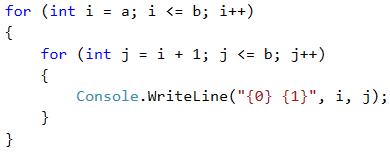 for (int i = a; i <= b; i++)
{
    for (int j = i + 1; j <= b; j++)
    {
        Console.WriteLine("{0} {1}", i, j);
    }
}